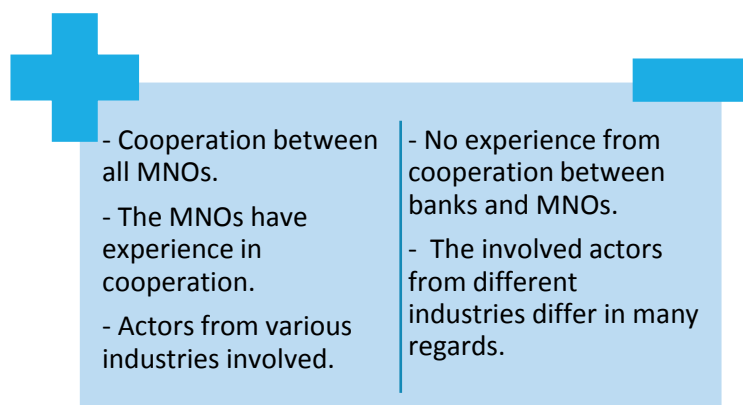 - Cooperation between
all MNOs.
- The MNOs have
experience in
cooperation.
- Actors from various
industries involved.
- No experience from
cooperation between
banks and MNOs.
- The involved actors
from different
industries differ in many
regards.